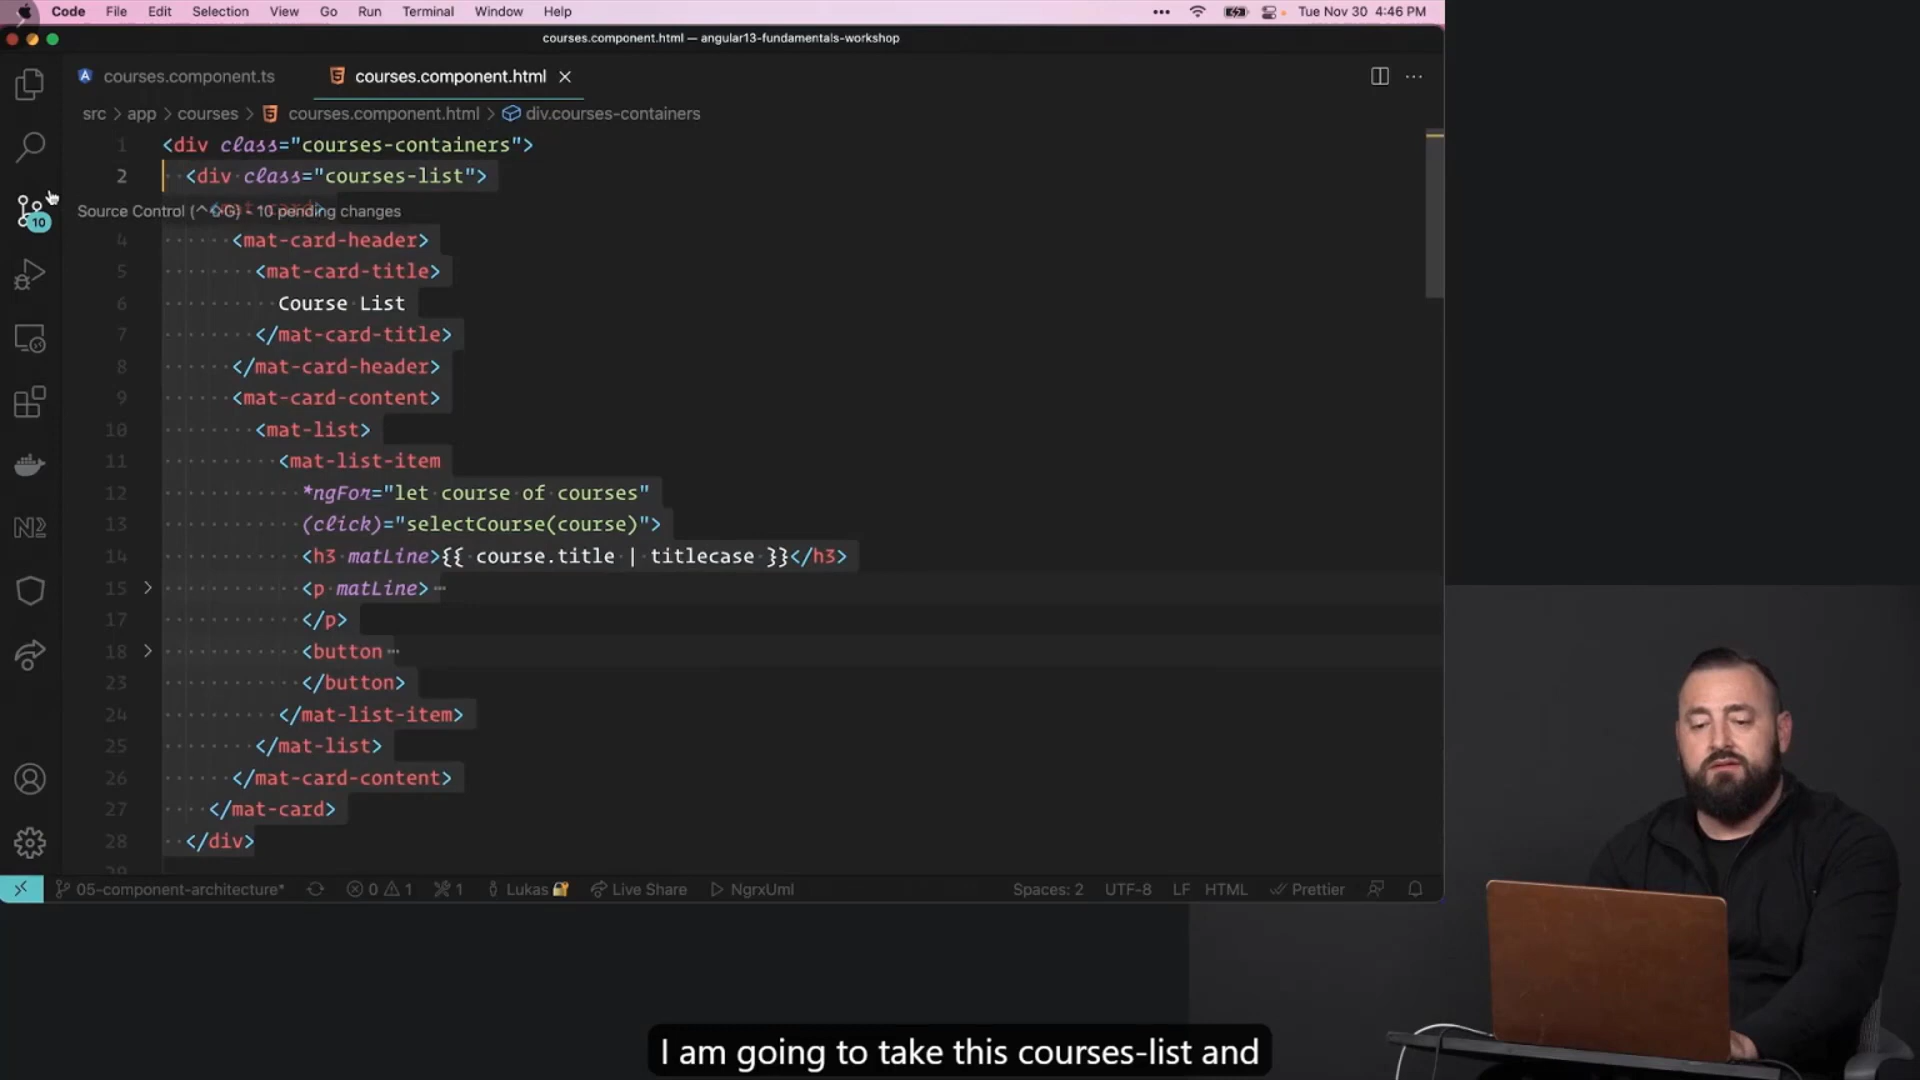 Code File Edit Selection View Go Run Terminal Window Help Tue Nov 30 4:46 PM
courses.component.html — angular13-fundamentals-workshop
courses.component.ts courses.component.html
src > app > courses > courses.component.html > div.courses-containers
1 <div class="courses-containers">
2 <div class="courses-list">
Source Control (^⇧G) - 10 pending changes
10
4 <mat-card-header>
5 <mat-card-title>
6 Course List
7 </mat-card-title>
8 </mat-card-header>
9 <mat-card-content>
10 <mat-list>
11 <mat-list-item
12 *ngFor="let course of courses"
13 (click)="selectCourse(course)">
14 <h3 matLine>{{ course.title | titlecase }}</h3>
15 <p matLine>
17 </p>
18 <button
23 </button>
24 </mat-list-item>
25 </mat-list>
26 </mat-card-content>
27 </mat-card>
28 </div>
05-component-architecture* 0 1 1 Lukas Live Share NgrxUml Spaces: 2 UTF-8 LF HTML Prettier
I am going to take this courses-list and